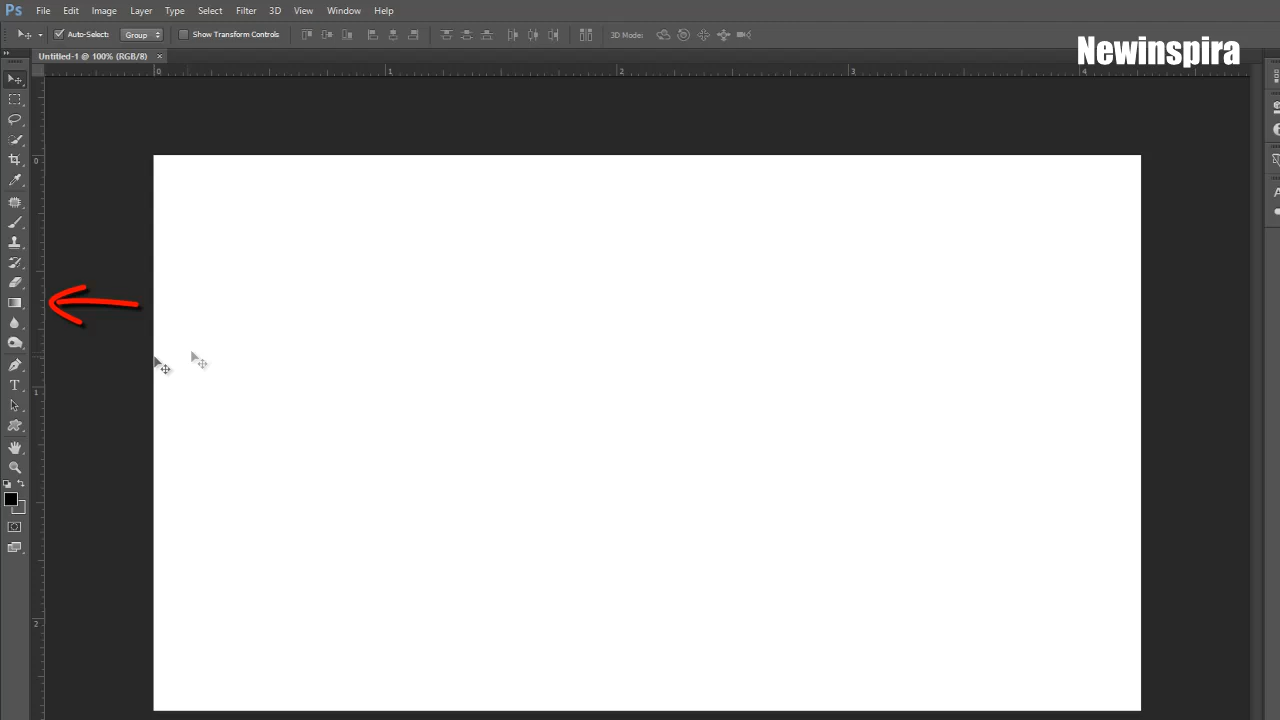 Ps File Edit Image Layer Type Select Filter 3D View Window Help
Auto-Select: Group Show Transform Controls 3D Mode:
Untitled-1 @ 100% (RGB/8) ×
Newinspira
0 1 2 3 4
0
1
2
T
A